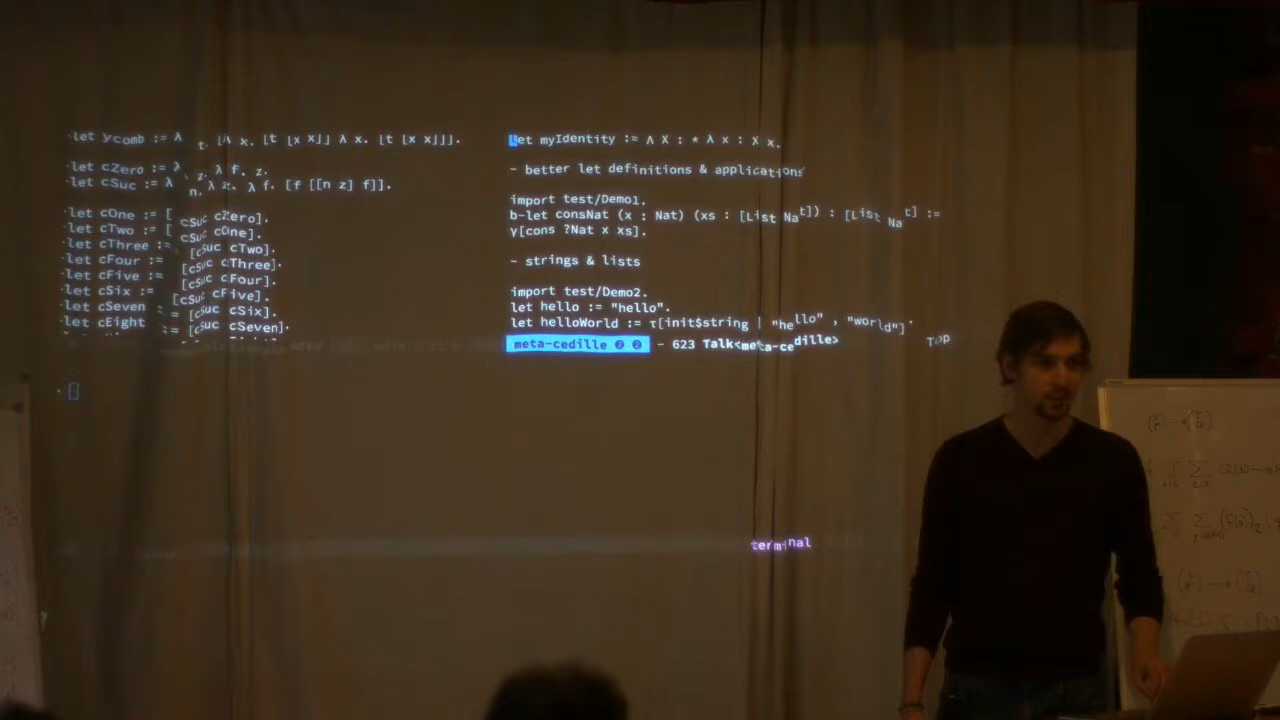 let ycomb := λ t. [λ x. [t [x x]] λ x. [t [x x]]].
let cZero := λ z. λ f. z.
let cSuc := λ n. λ z. λ f. [f [[n z] f]].
let cOne := [cSuc cZero].
let cTwo := [cSuc cOne].
let cThree := [cSuc cTwo].
let cFour := [cSuc cThree].
let cFive := [cSuc cFour].
let cSix := [cSuc cFive].
let cSeven := [cSuc cSix].
let cEight := [cSuc cSeven].
let myIdentity := Λ X : * λ x : X x.
- better let definitions & applications
import test/Demo1.
b-let consNat (x : Nat) (xs : [List Nat]) : [List Nat] :=
γ[cons ?Nat x xs].
- strings & lists
import test/Demo2.
let hello := "hello".
let helloWorld := τ[init$string | "hello" , "world"]
meta-cedille ❷ ❷ - 623 Talk<meta-cedille> Top
terminal